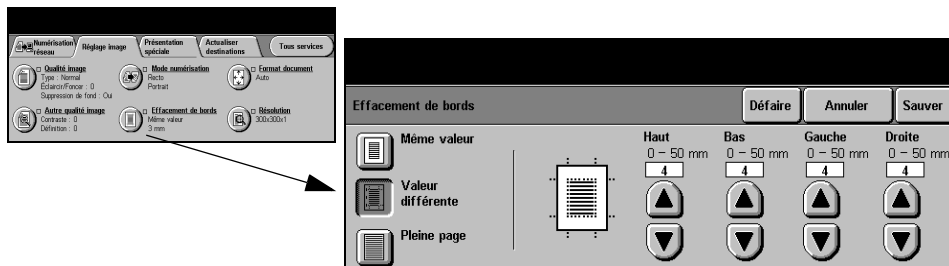 Numérisation réseau
Réglage image
Présentation spéciale
Actualiser destinations
Tous services
Qualité image
Type : Normal
Éclaircir/Foncer : 0
Suppression de fond : Oui
Mode numérisation
Recto
Portrait
Format document
Auto
Autre qualité image
Contraste : 0
Définition : 0
Effacement de bords
Même valeur
3 mm
Résolution
300x300x1
Effacement de bords
Défaire
Annuler
Sauver
Même valeur
Valeur
différente
Pleine page
Haut
0 – 50 mm
4
Bas
0 – 50 mm
4
Gauche
0 – 50 mm
4
Droite
0 – 50 mm
4